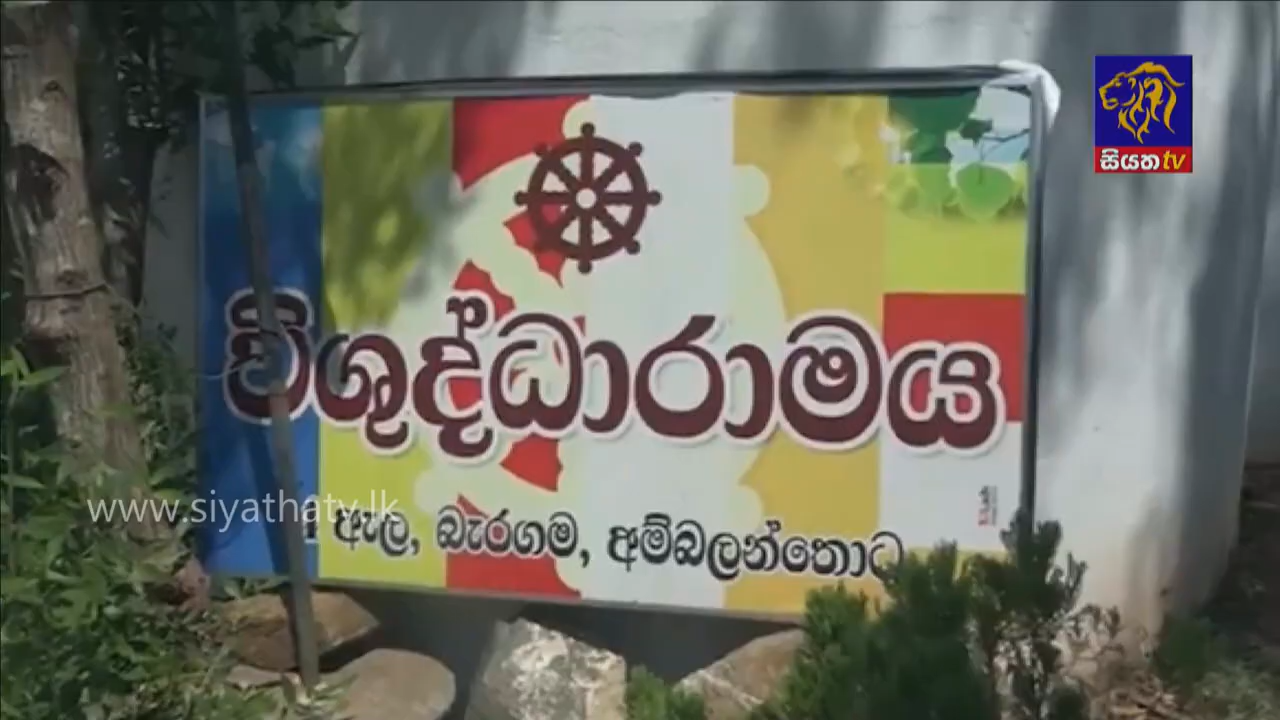 සියත tv
විශුද්ධාරාමය
www.siyathatv.lk
ඇල, බැරගම, අම්බලන්තොට